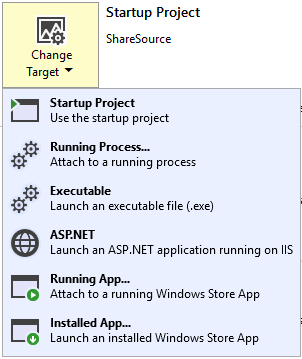 Startup Project
ShareSource
Change
Target
Startup Project
Use the startup project
Running Process...
Attach to a running process
Executable
Launch an executable file (.exe)
ASP.NET
Launch an ASP.NET application running on IIS
Running App...
Attach to a running Windows Store App
Installed App...
Launch an installed Windows Store App